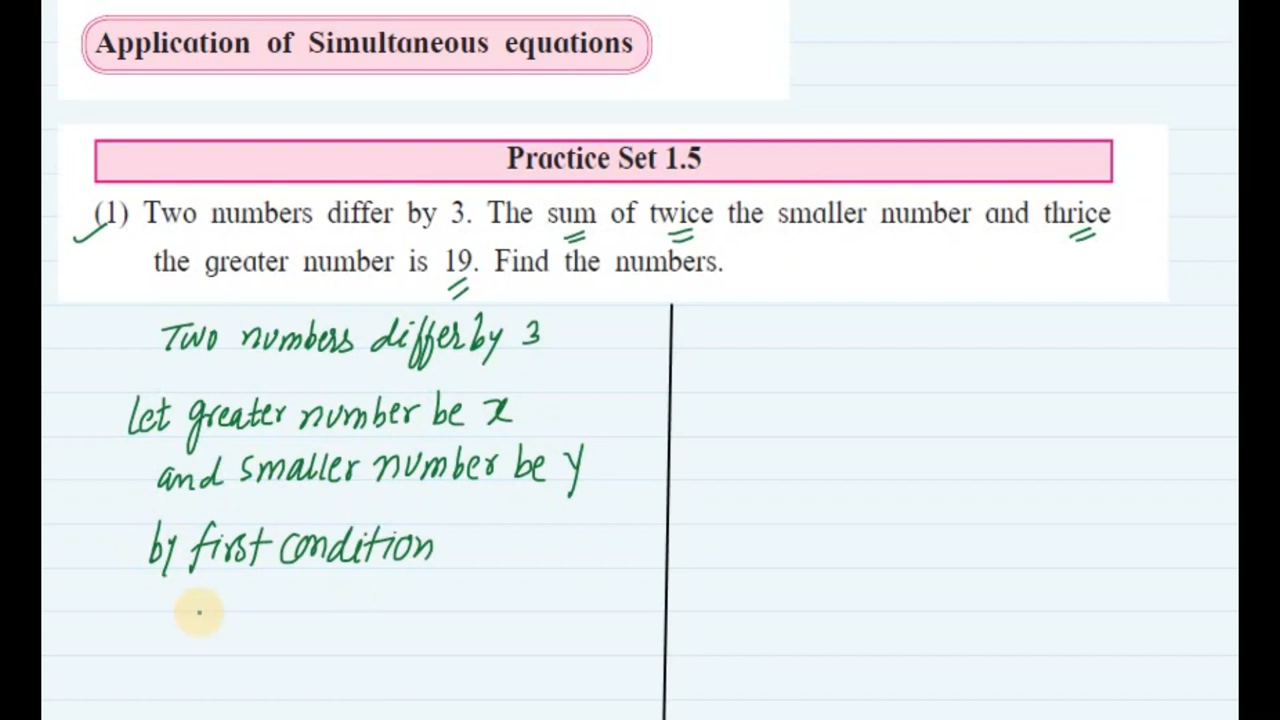 Application of Simultaneous equations
Practice Set 1.5
(1) Two numbers differ by 3. The sum of twice the smaller number and thrice
the greater number is 19. Find the numbers.
Two numbers differ by 3
Let greater number be x
and smaller number be y
by first condition